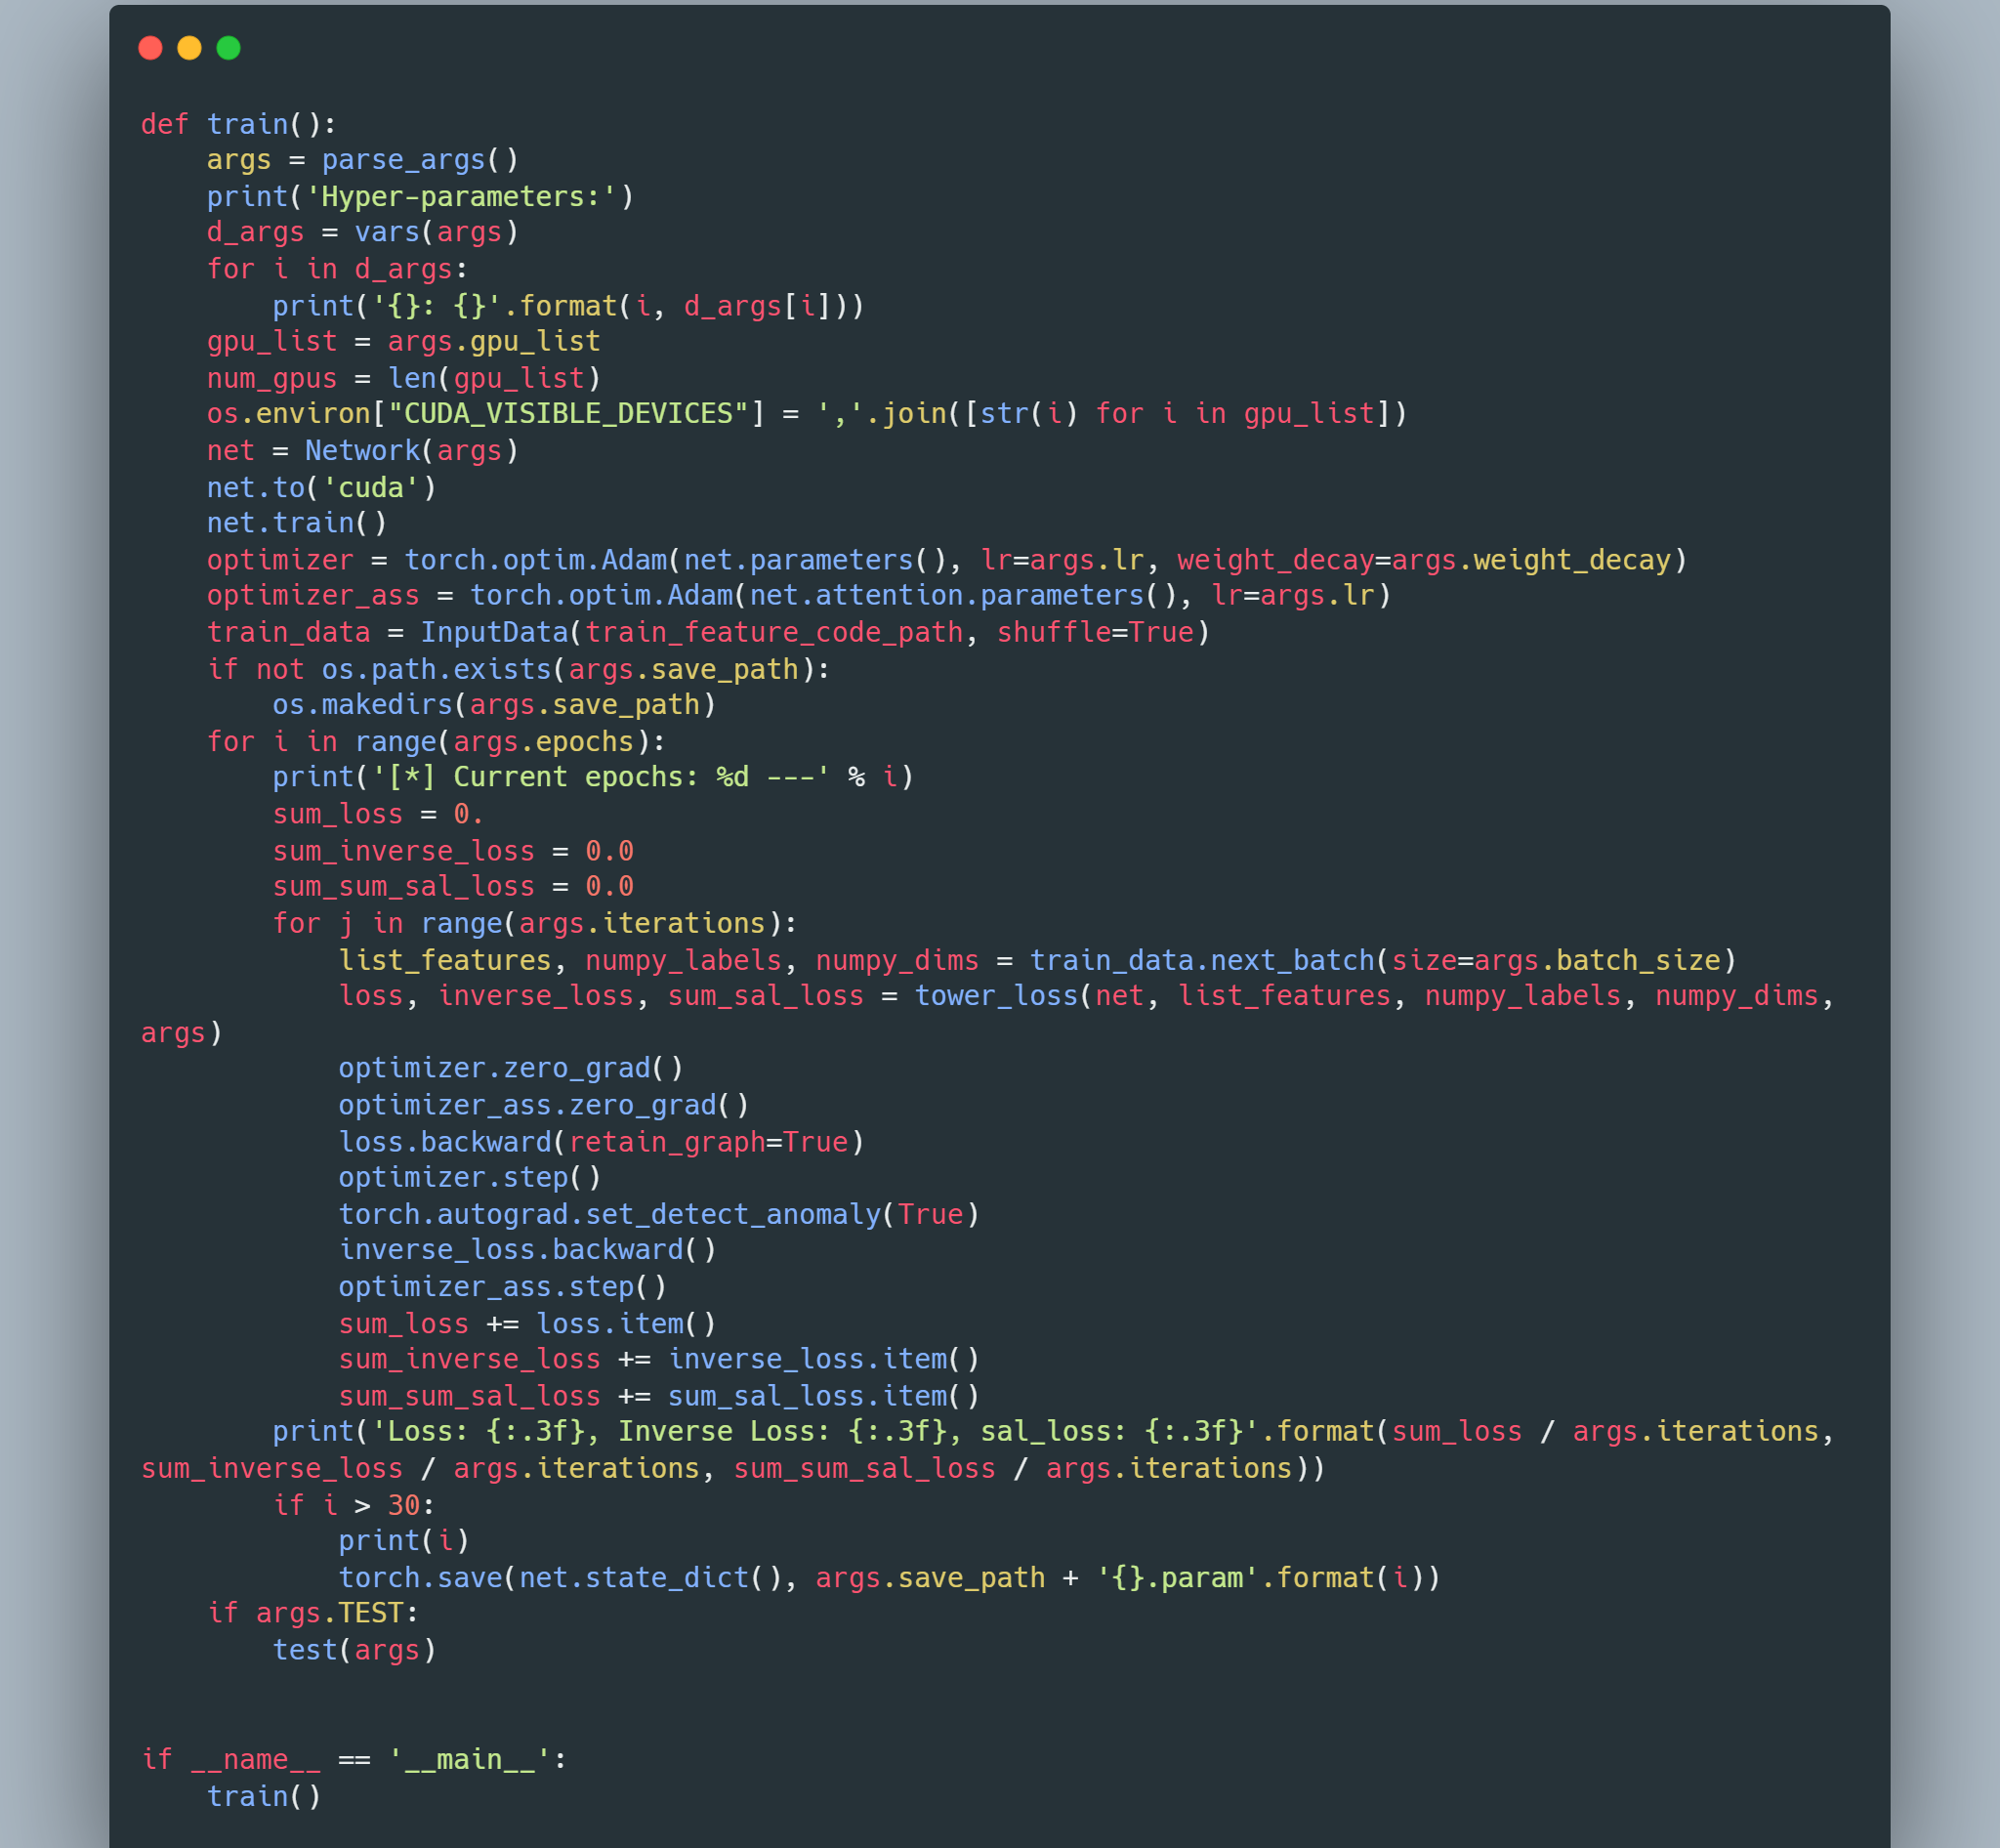 def train():
    args = parse_args()
    print('Hyper-parameters:')
    d_args = vars(args)
    for i in d_args:
        print('{}: {}'.format(i, d_args[i]))
    gpu_list = args.gpu_list
    num_gpus = len(gpu_list)
    os.environ["CUDA_VISIBLE_DEVICES"] = ','.join([str(i) for i in gpu_list])
    net = Network(args)
    net.to('cuda')
    net.train()
    optimizer = torch.optim.Adam(net.parameters(), lr=args.lr, weight_decay=args.weight_decay)
    optimizer_ass = torch.optim.Adam(net.attention.parameters(), lr=args.lr)
    train_data = InputData(train_feature_code_path, shuffle=True)
    if not os.path.exists(args.save_path):
        os.makedirs(args.save_path)
    for i in range(args.epochs):
        print('[*] Current epochs: %d ---' % i)
        sum_loss = 0.
        sum_inverse_loss = 0.0
        sum_sum_sal_loss = 0.0
        for j in range(args.iterations):
            list_features, numpy_labels, numpy_dims = train_data.next_batch(size=args.batch_size)
            loss, inverse_loss, sum_sal_loss = tower_loss(net, list_features, numpy_labels, numpy_dims,
args)
            optimizer.zero_grad()
            optimizer_ass.zero_grad()
            loss.backward(retain_graph=True)
            optimizer.step()
            torch.autograd.set_detect_anomaly(True)
            inverse_loss.backward()
            optimizer_ass.step()
            sum_loss += loss.item()
            sum_inverse_loss += inverse_loss.item()
            sum_sum_sal_loss += sum_sal_loss.item()
        print('Loss: {:.3f}, Inverse Loss: {:.3f}, sal_loss: {:.3f}'.format(sum_loss / args.iterations,
sum_inverse_loss / args.iterations, sum_sum_sal_loss / args.iterations))
        if i > 30:
            print(i)
            torch.save(net.state_dict(), args.save_path + '{}.param'.format(i))
    if args.TEST:
        test(args)


if __name__ == '__main__':
    train()